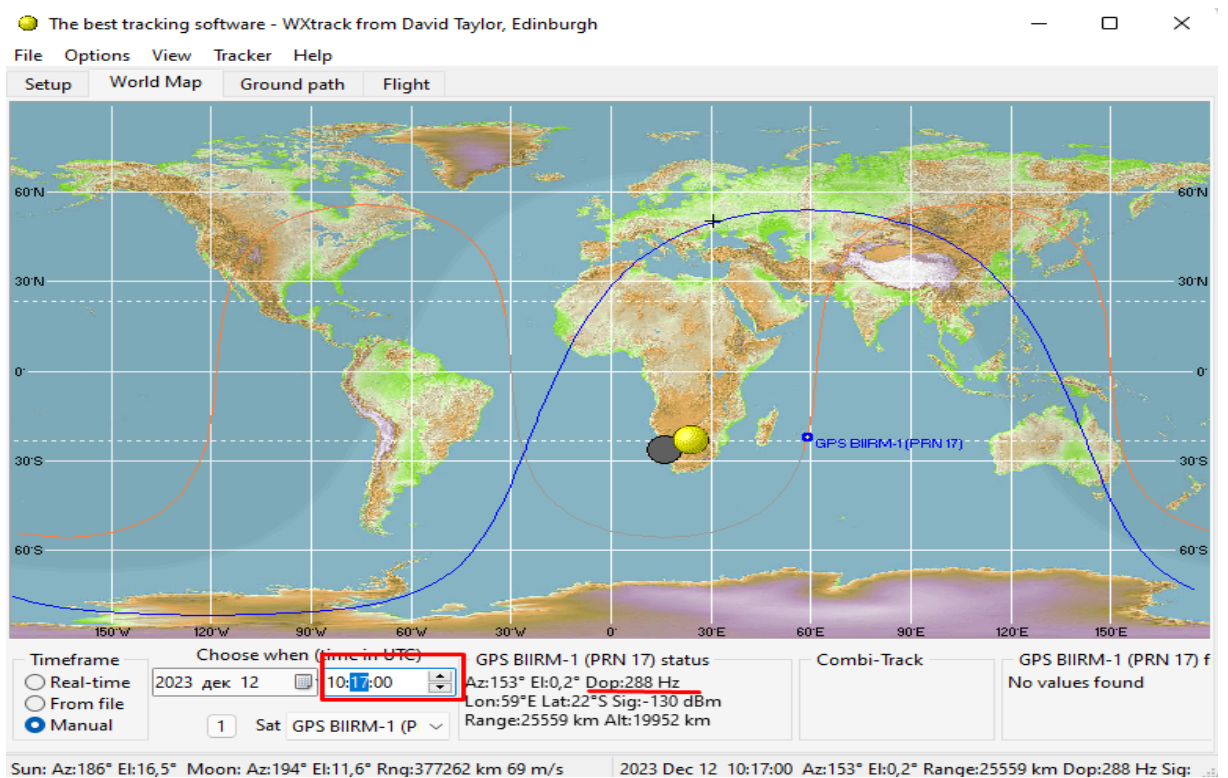 The best tracking software - WXtrack from David Taylor, Edinburgh
File Options View Tracker Help
Setup World Map Ground path Flight
60°N 60°N
30°N 30°N
0° 0°
GPS BIIRM-1 (PRN 17)
30°S 30°S
60°S 60°S
150°W 120°W 90°W 60°W 30°W 0° 30°E 60°E 90°E 120°E 150°E
Timeframe Choose when (time in UTC) GPS BIIRM-1 (PRN 17) status Combi-Track GPS BIIRM-1 (PRN 17) f
Real-time 2023 дек 12 10:17:00 Az:153° El:0,2° Dop:288 Hz No values found
From file Lon:59°E Lat:22°S Sig:-130 dBm
Manual 1 Sat GPS BIIRM-1 (P Range:25559 km Alt:19952 km
Sun: Az:186° El:16,5° Moon: Az:194° El:11,6° Rng:377262 km 69 m/s 2023 Dec 12 10:17:00 Az:153° El:0,2° Range:25559 km Dop:288 Hz Sig: